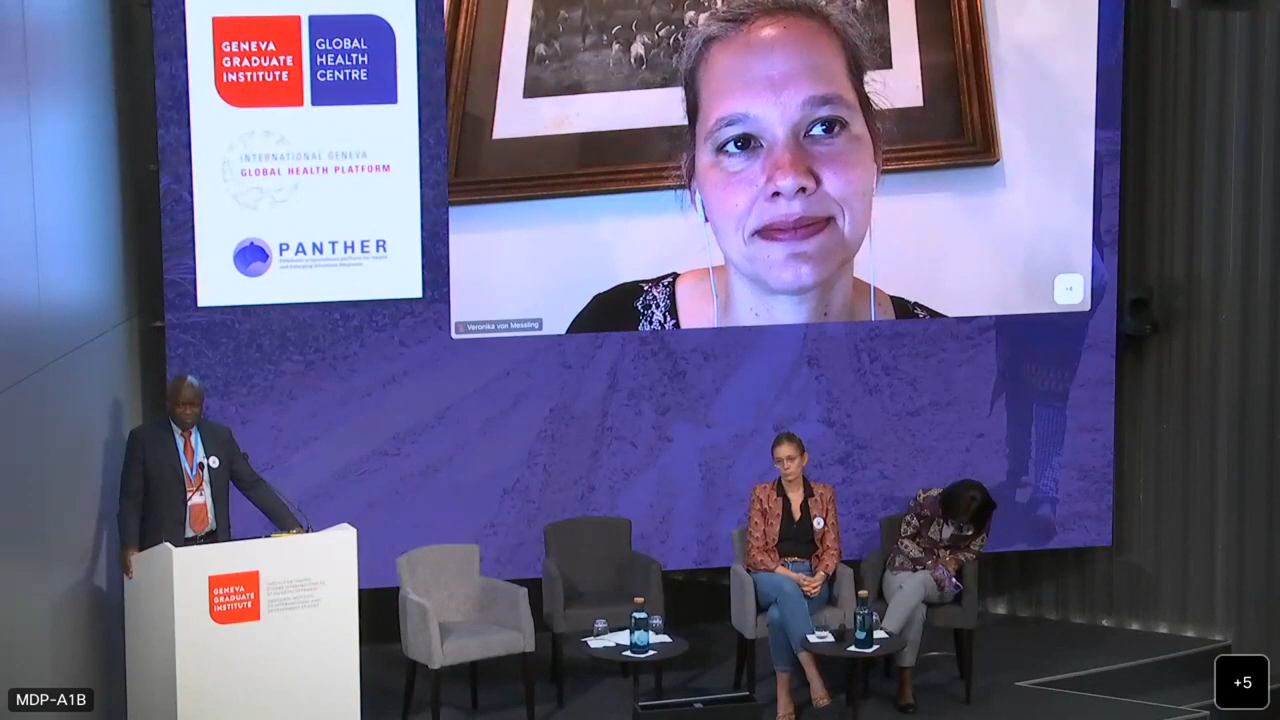 GENEVA
GRADUATE
INSTITUTE
GLOBAL
HEALTH
CENTRE
INTERNATIONAL GENEVA
GLOBAL HEALTH PLATFORM
PANTHER
+4
Veronika von Messling
GENEVA
GRADUATE
INSTITUTE
MDP-A1B
+5